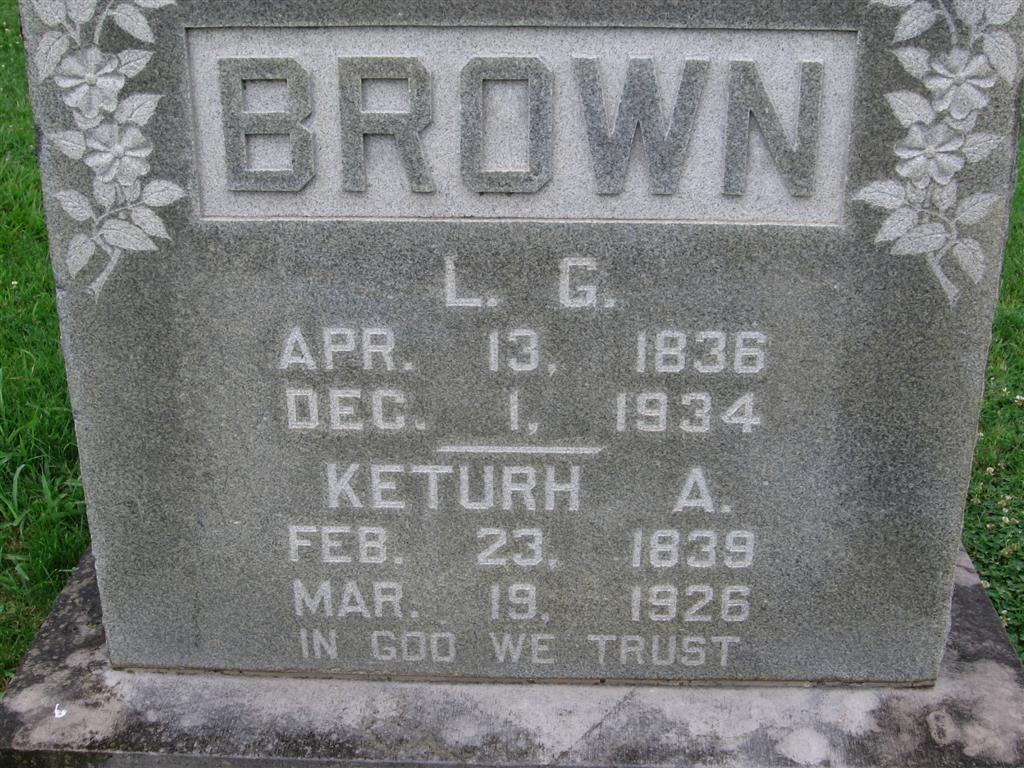 BROWN
L. G.
APR. 13, 1836
DEC. 1, 1934
KETURH A.
FEB. 23, 1839
MAR. 19, 1926
IN GOD WE TRUST